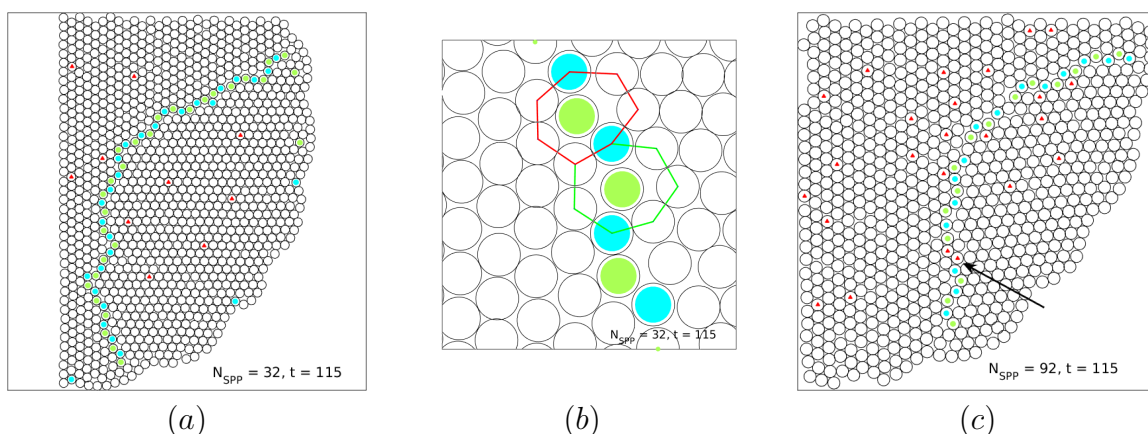 N_SPP = 32, t = 115
N_SPP = 32, t = 115
N_SPP = 92, t = 115
(a)
(b)
(c)